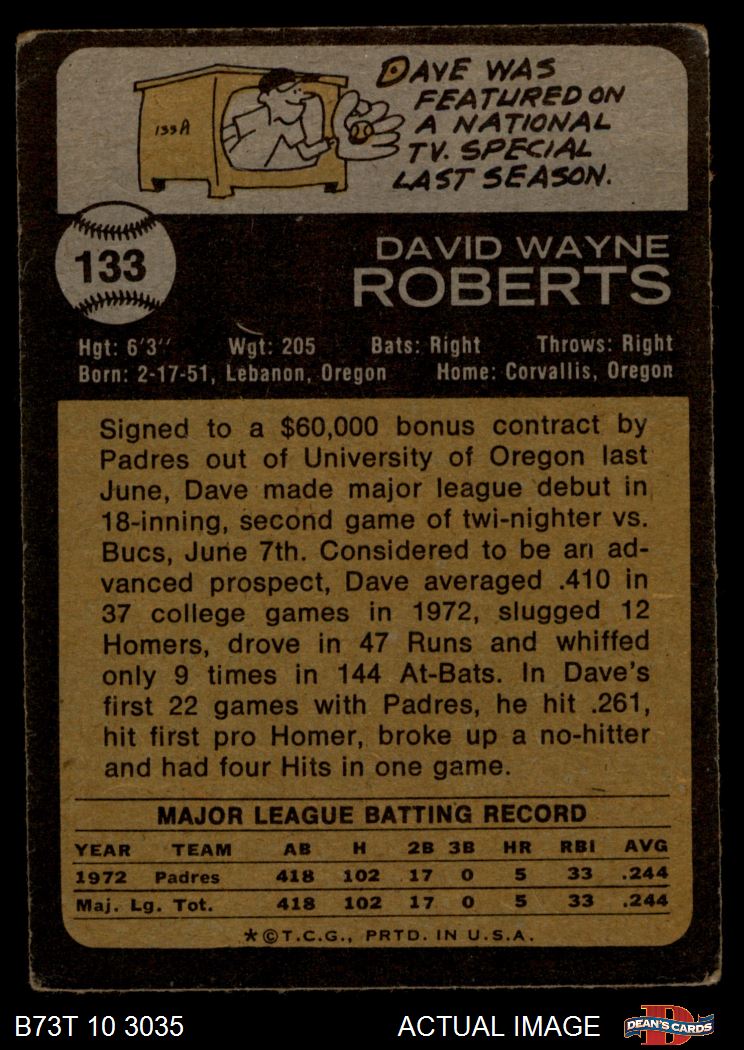 DAVE WAS
FEATURED ON
A NATIONAL
TV. SPECIAL
LAST SEASON.
133A
133
DAVID WAYNE
ROBERTS
Hgt: 6'3" Wgt: 205 Bats: Right Throws: Right
Born: 2-17-51, Lebanon, Oregon Home: Corvallis, Oregon
Signed to a $60,000 bonus contract by
Padres out of University of Oregon last
June, Dave made major league debut in
18-inning, second game of twi-nighter vs.
Bucs, June 7th. Considered to be an ad-
vanced prospect, Dave averaged .410 in
37 college games in 1972, slugged 12
Homers, drove in 47 Runs and whiffed
only 9 times in 144 At-Bats. In Dave's
first 22 games with Padres, he hit .261,
hit first pro Homer, broke up a no-hitter
and had four Hits in one game.
MAJOR LEAGUE BATTING RECORD
YEAR TEAM AB H 2B 3B HR RBI AVG
1972 Padres 418 102 17 0 5 33 .244
Maj. Lg. Tot. 418 102 17 0 5 33 .244
*©T.C.G., PRTD. IN U.S.A.
B73T 10 3035 ACTUAL IMAGE D DEAN'S CARDS